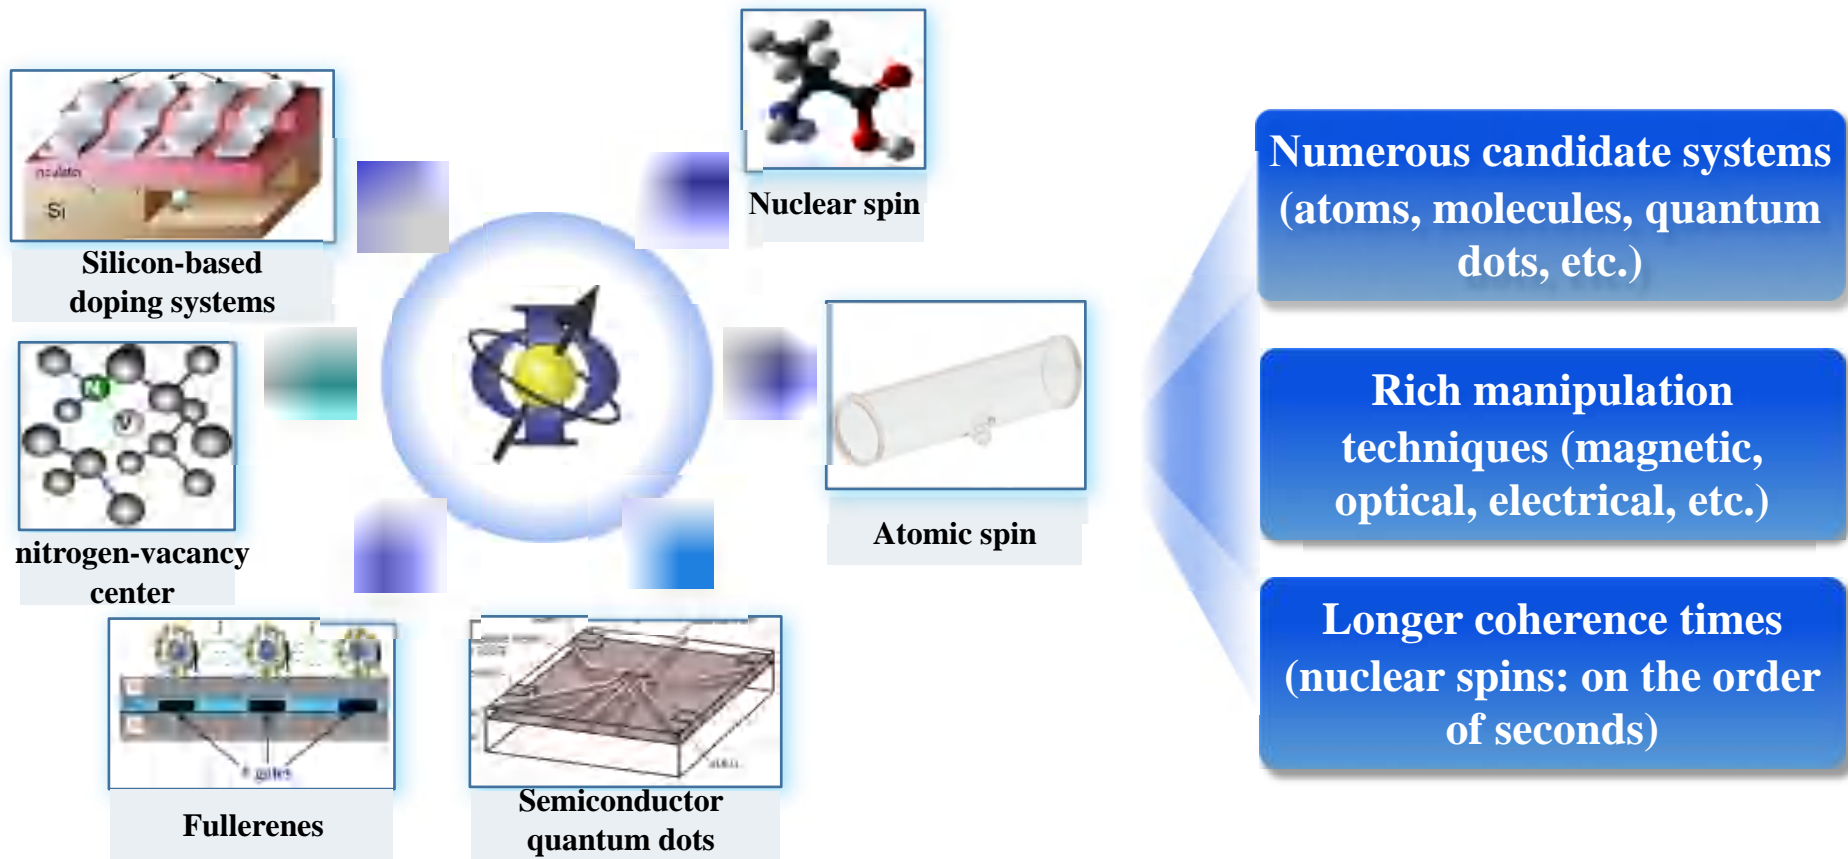 Si
Silicon-based
doping systems
Nuclear spin
N
V
nitrogen-vacancy
center
Atomic spin
Fullerenes
Semiconductor
quantum dots
Numerous candidate systems
(atoms, molecules, quantum
dots, etc.)
Rich manipulation
techniques (magnetic,
optical, electrical, etc.)
Longer coherence times
(nuclear spins: on the order
of seconds)